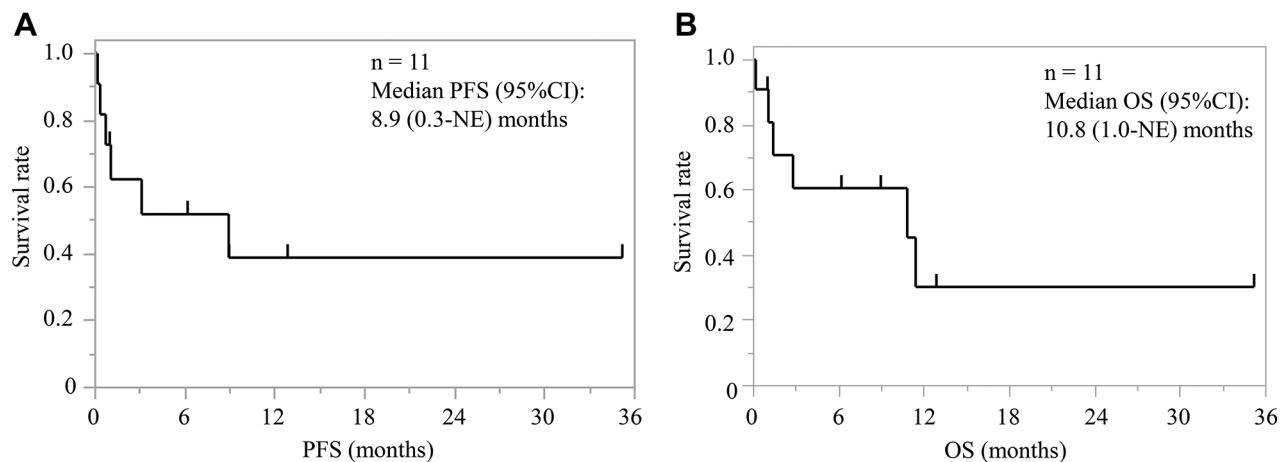 A
1.0
0.8
0.6
0.4
0.2
0
Survival rate
n = 11
Median PFS (95%CI):
8.9 (0.3-NE) months
0 6 12 18 24 30 36
PFS (months)
B
1.0
0.8
0.6
0.4
0.2
0
Survival rate
n = 11
Median OS (95%CI):
10.8 (1.0-NE) months
0 6 12 18 24 30 36
OS (months)